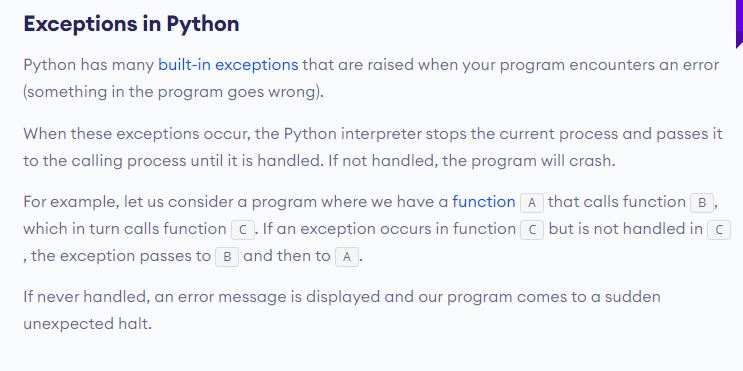 Exceptions in Python
Python has many built-in exceptions that are raised when your program encounters an error
(something in the program goes wrong).
When these exceptions occur, the Python interpreter stops the current process and passes it
to the calling process until it is handled. If not handled, the program will crash.
For example, let us consider a program where we have a function A that calls function B,
which in turn calls function C. If an exception occurs in function C but is not handled in C
, the exception passes to B and then to A.
If never handled, an error message is displayed and our program comes to a sudden
unexpected halt.